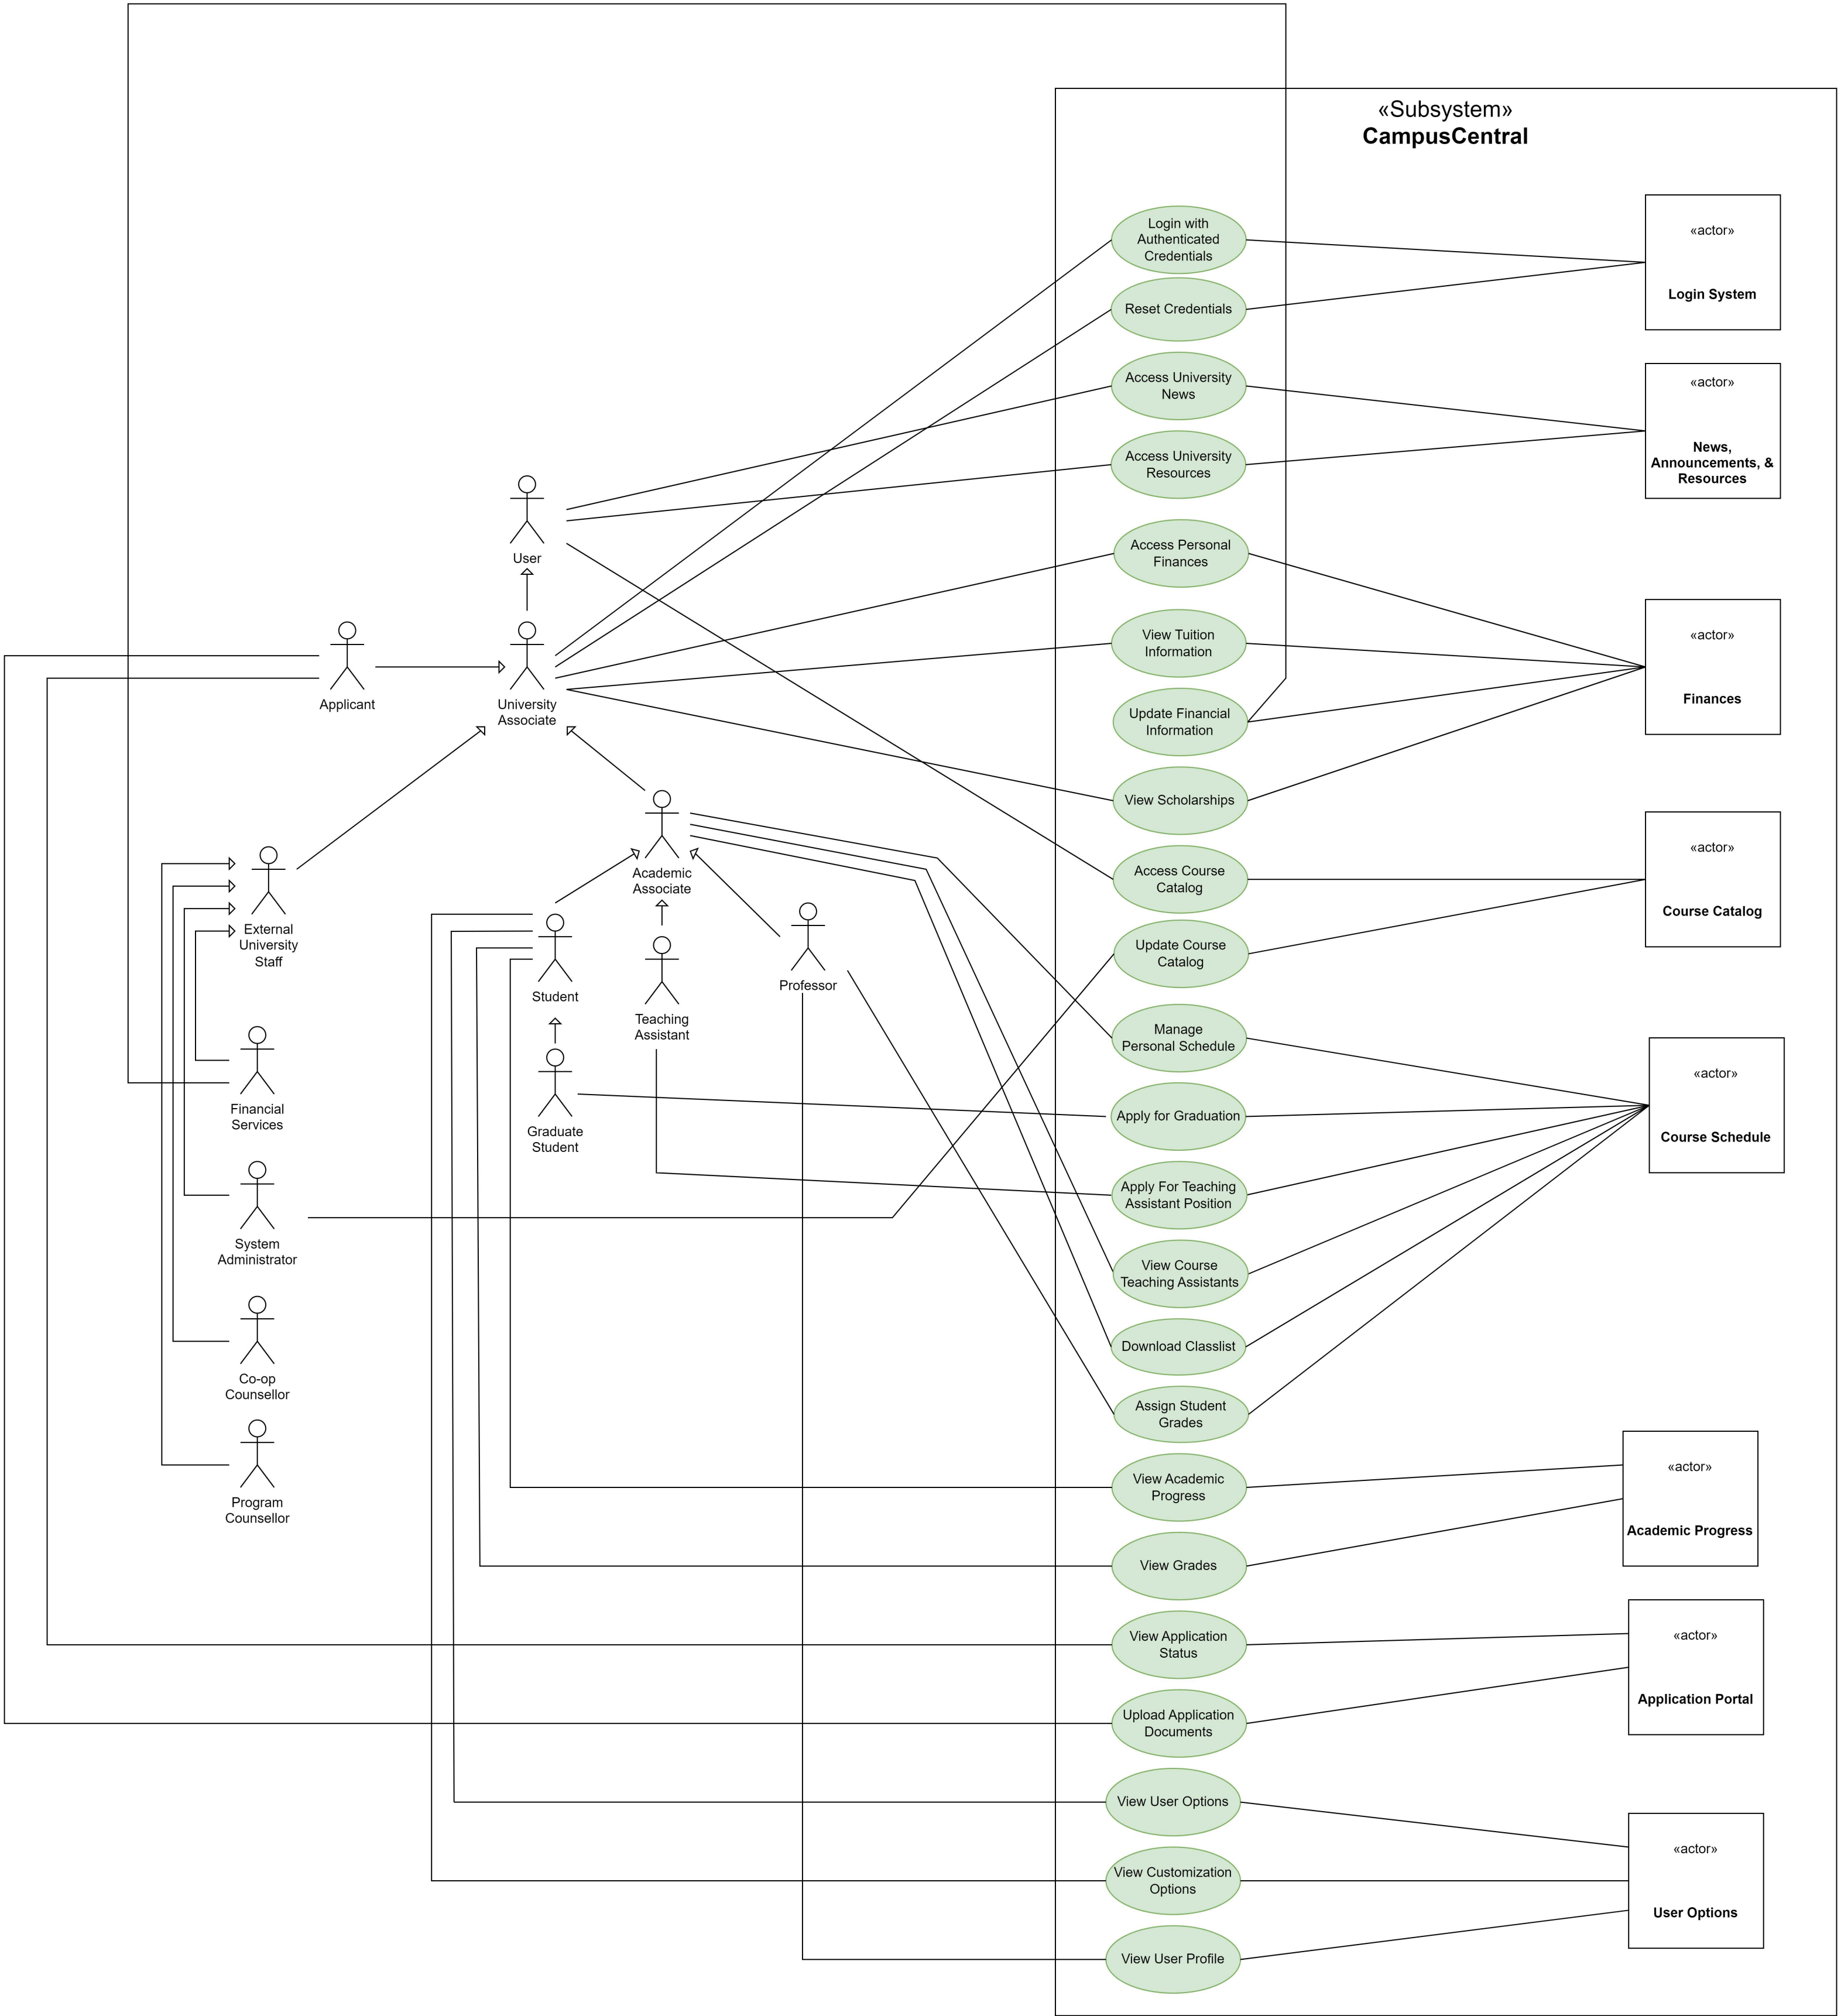 «Subsystem»
CampusCentral
Login with
Authenticated
Credentials
«actor»
Login System
Reset Credentials
Access University
News
«actor»
News,
Announcements, &
Resources
Access University
Resources
User
Access Personal
Finances
Applicant
University
Associate
View Tuition
Information
«actor»
Finances
Update Financial
Information
View Scholarships
Academic
Associate
Access Course
Catalog
«actor»
Course Catalog
External
University
Staff
Student
Teaching
Assistant
Professor
Update Course
Catalog
Manage
Personal Schedule
«actor»
Course Schedule
Financial
Services
Graduate
Student
Apply for Graduation
Apply For Teaching
Assistant Position
System
Administrator
View Course
Teaching Assistants
Download Classlist
Co-op
Counsellor
Assign Student
Grades
Program
Counsellor
View Academic
Progress
«actor»
Academic Progress
View Grades
View Application
Status
«actor»
Application Portal
Upload Application
Documents
View User Options
«actor»
User Options
View Customization
Options
View User Profile